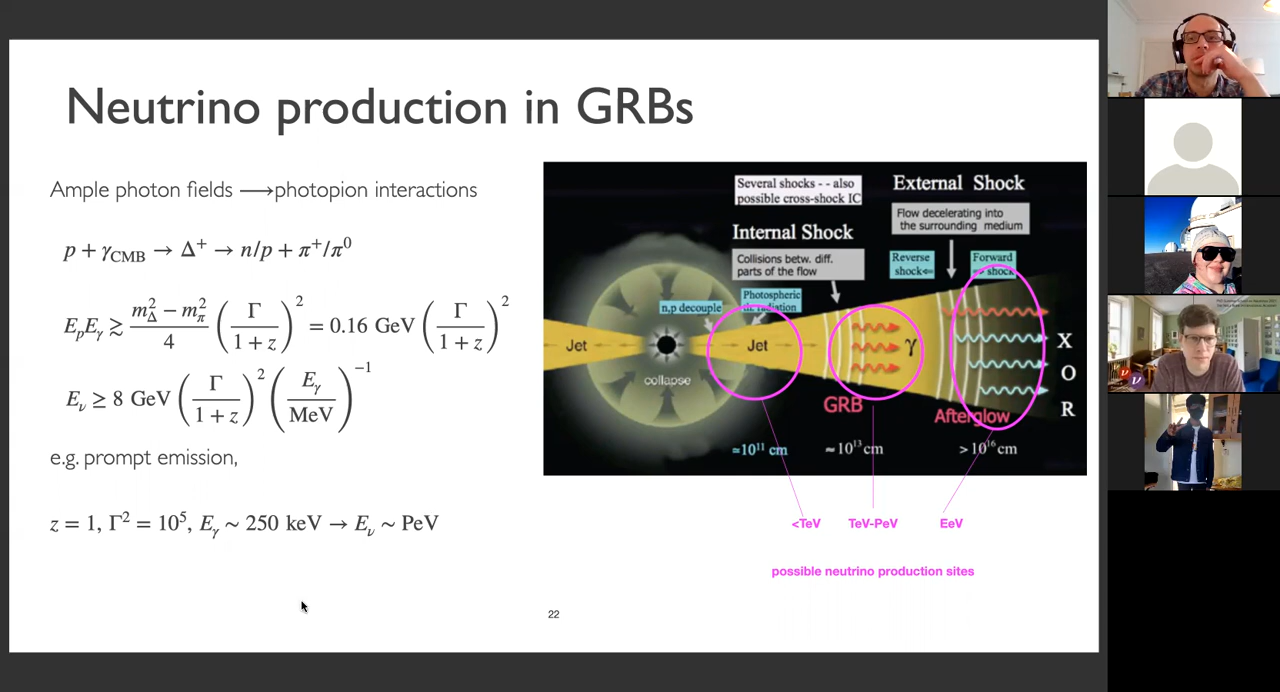 Neutrino production in GRBs
Ample photon fields ⟶photopion interactions
p + γ_CMB → Δ⁺ → n/p + π⁺/π⁰
E_pE_γ ≳ (m_Δ² − m_π²)/4 (Γ/(1 + z))² = 0.16 GeV (Γ/(1 + z))²
E_ν ≥ 8 GeV (Γ/(1 + z))² (E_γ/MeV)⁻¹
e.g. prompt emission,
z = 1, Γ² = 10⁵, E_γ ∼ 250 keV → E_ν ∼ PeV
Several shocks - - also
possible cross-shock IC
External Shock
Flow decelerating into
the surrounding medium
Internal Shock
Collisions betw. diff.
parts of the flow
Reverse
shock⇐
Forward
shock
n,p decouple
Photospheric
th. radiation
Jet
Jet
collapse
γ
X
O
R
GRB
Afterglow
≃10¹¹ cm
≃10¹³ cm
>10¹⁶ cm
<TeV
TeV-PeV
EeV
possible neutrino production sites
22
ν
ν